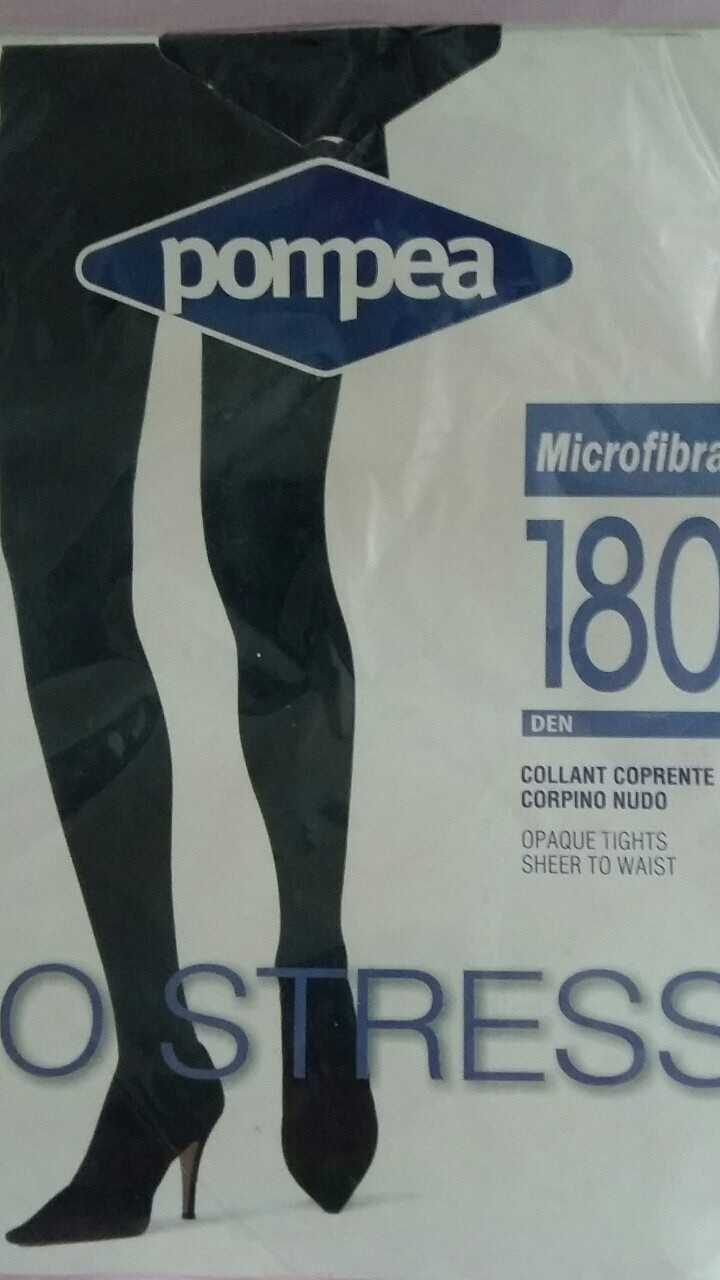 pompea
Microfibra
180
DEN
COLLANT COPRENTE
CORPINO NUDO
OPAQUE TIGHTS
SHEER TO WAIST
O STRESS